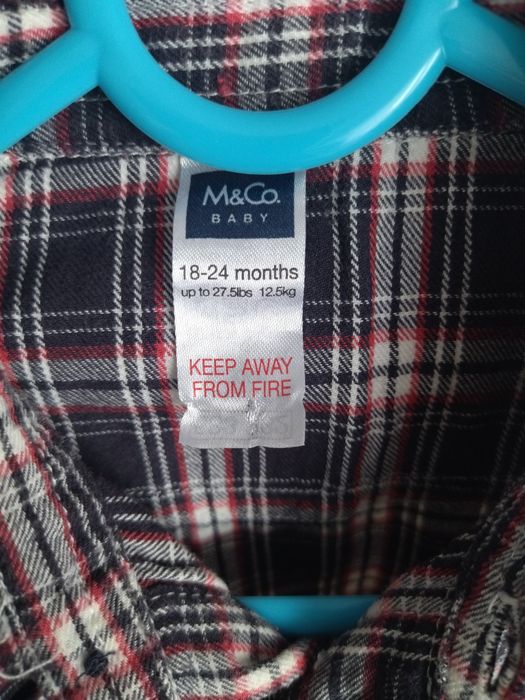 M&Co.
BABY
18-24 months
up to 27.5lbs 12.5kg
KEEP AWAY
FROM FIRE